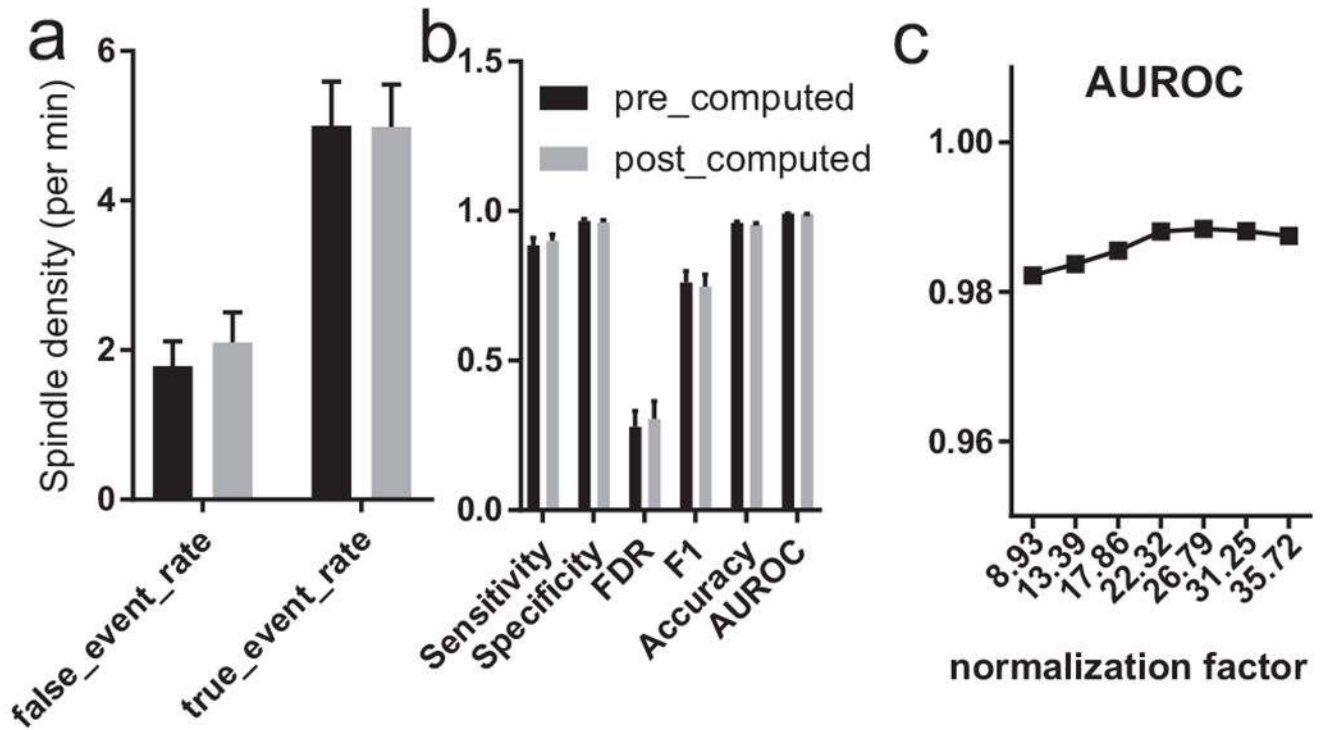 a
Spindle density (per min)
6
4
2
0
false_event_rate
true_event_rate
b
1.5
1.0
0.5
0.0
pre_computed
post_computed
Sensitivity
Specificity
FDR
F1
Accuracy
AUROC
c
AUROC
1.00
0.98
0.96
8.93
13.39
17.86
22.32
26.79
31.25
35.72
normalization factor